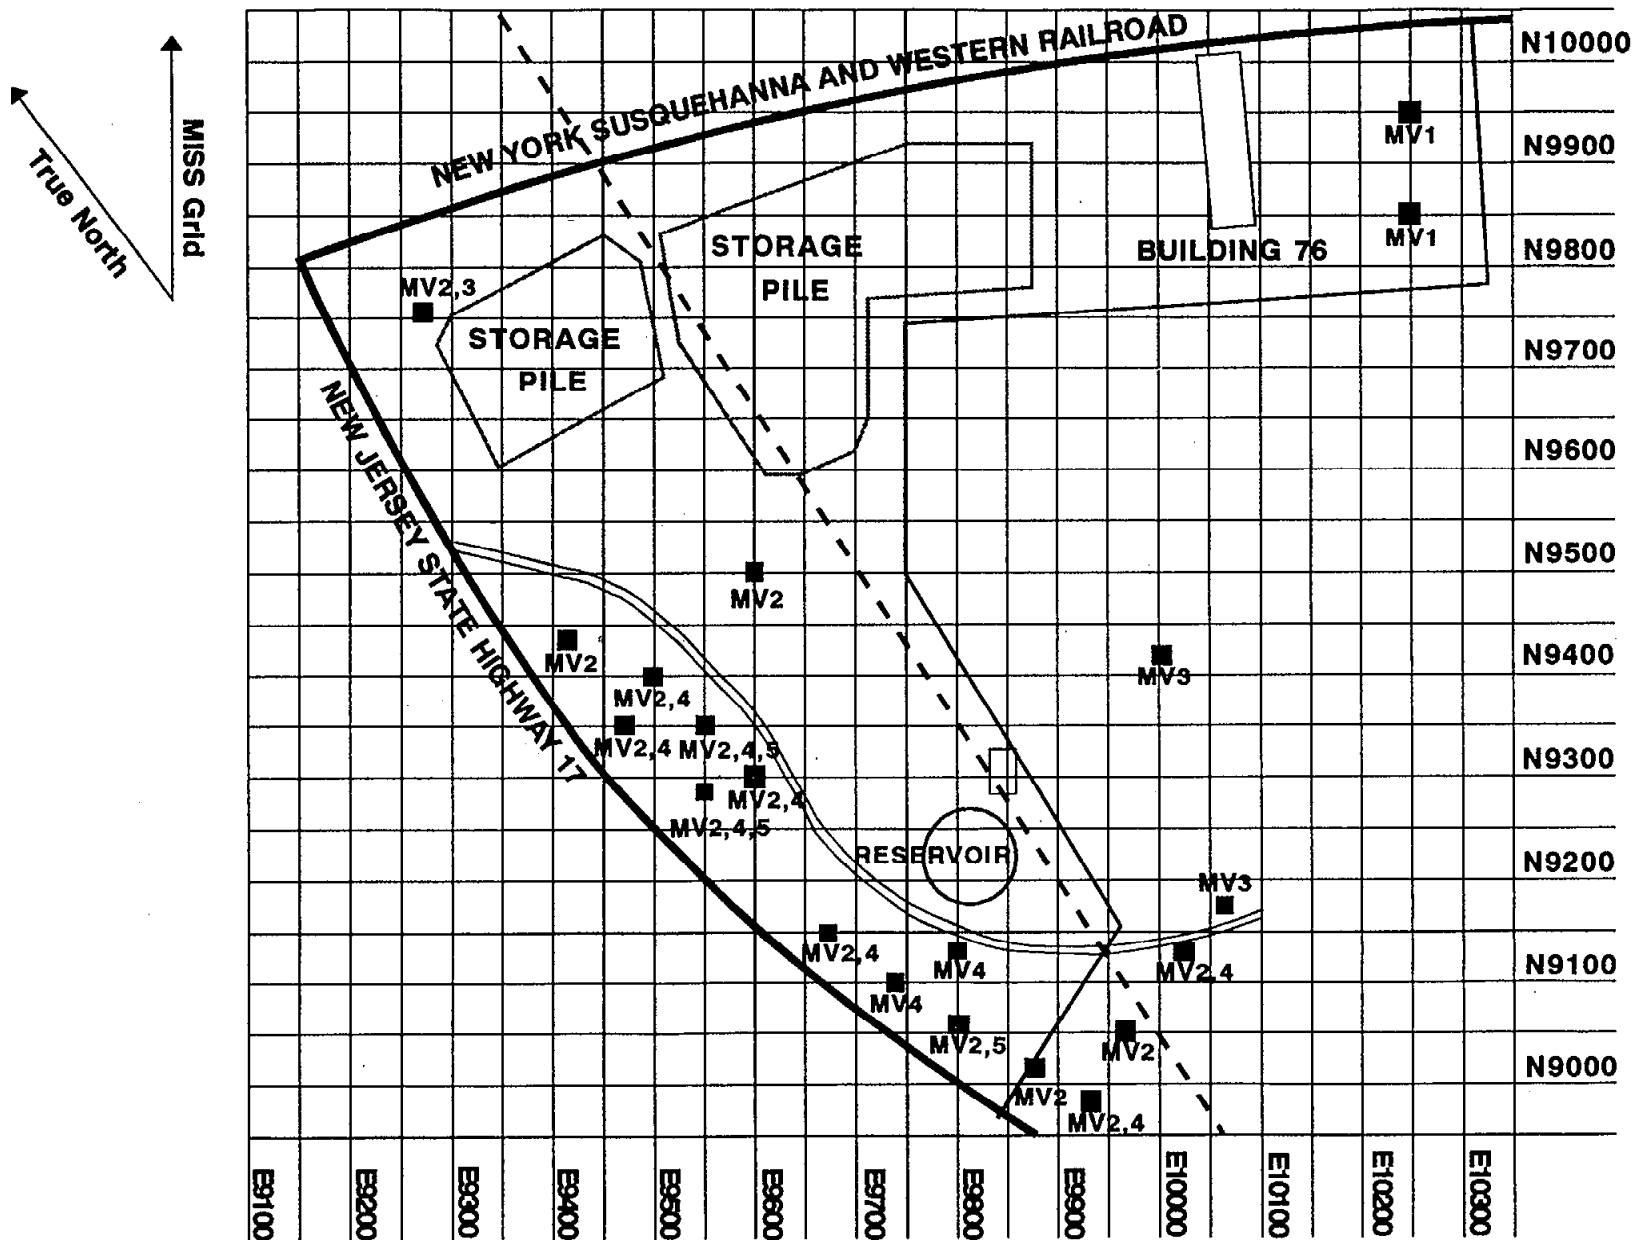 NEW YORK SUSQUEHANNA AND WESTERN RAILROAD
N10000
MISS Grid
True North
MV1
N9900
MV1
STORAGE
PILE
BUILDING 76
N9800
MV2,3
STORAGE
PILE
N9700
NEW JERSEY STATE HIGHWAY 17
N9600
N9500
MV2
MV2
N9400
MV3
MV2,4
MV2,4
MV2,4,5
N9300
MV2,4
MV2,4,5
RESERVOIR
N9200
MV3
MV2,4
MV4
MV2,4
N9100
MV4
MV2,5
MV2
N9000
MV2
MV2,4
E9100
E9200
E9300
E9400
E9500
E9600
E9700
E9800
E9900
E10000
E10100
E10200
E10300